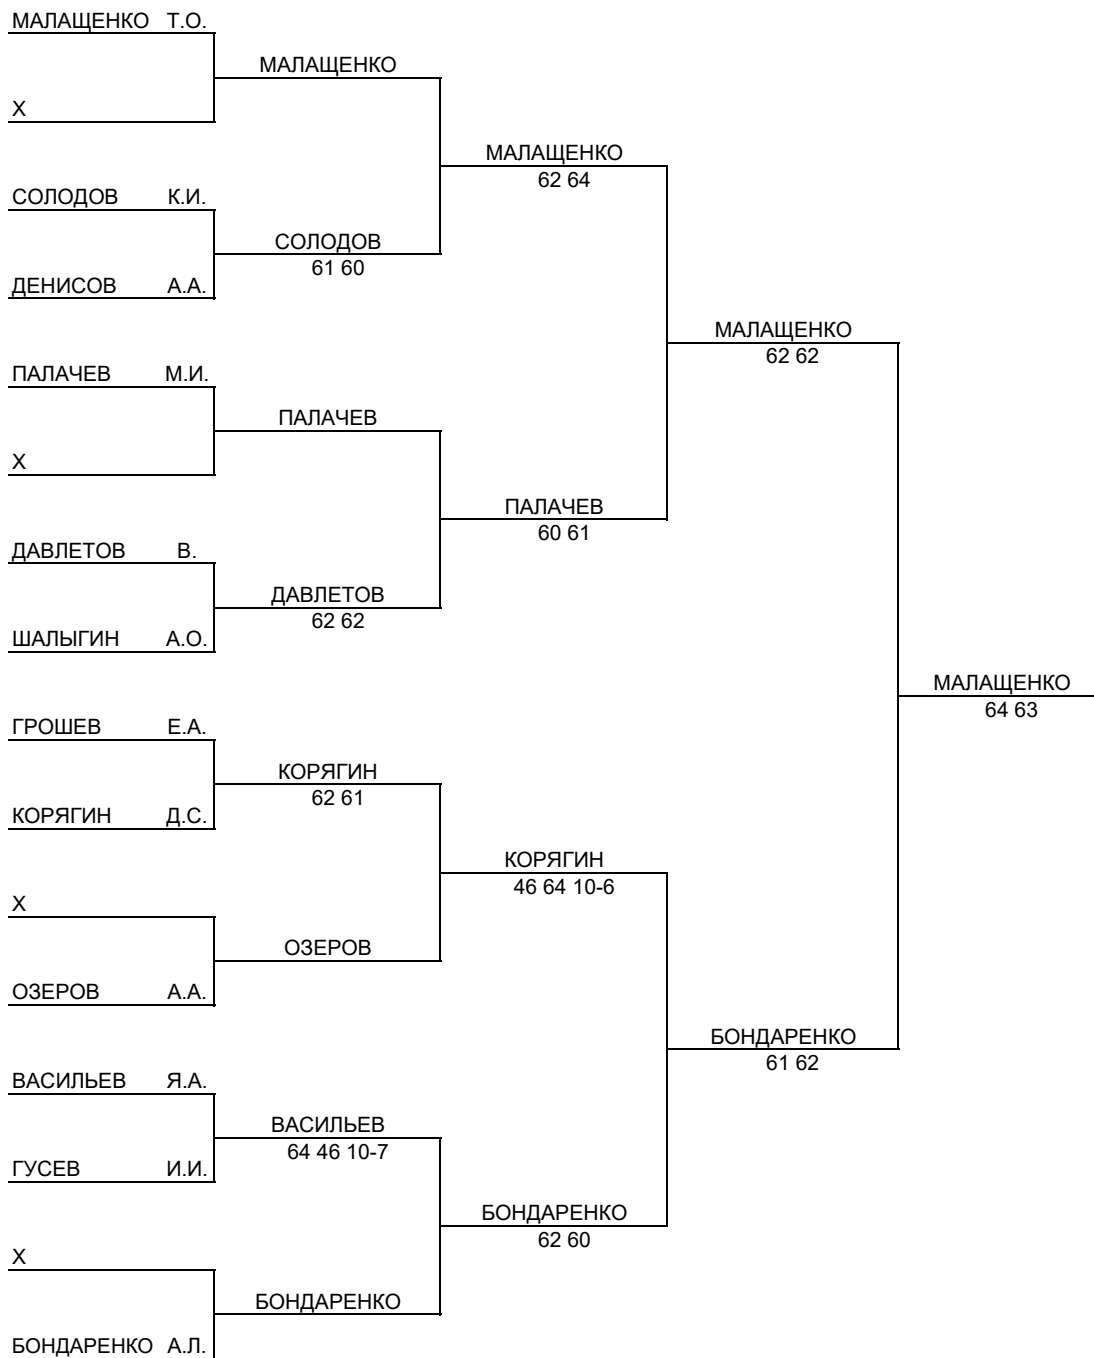 МАЛАЩЕНКО Т.О.
МАЛАЩЕНКО
X
МАЛАЩЕНКО
62 64
СОЛОДОВ К.И.
СОЛОДОВ
61 60
ДЕНИСОВ А.А.
МАЛАЩЕНКО
62 62
ПАЛАЧЕВ М.И.
ПАЛАЧЕВ
X
ПАЛАЧЕВ
60 61
ДАВЛЕТОВ В.
ДАВЛЕТОВ
62 62
ШАЛЫГИН А.О.
МАЛАЩЕНКО
64 63
ГРОШЕВ Е.А.
КОРЯГИН
62 61
КОРЯГИН Д.С.
КОРЯГИН
46 64 10-6
X
ОЗЕРОВ
ОЗЕРОВ А.А.
БОНДАРЕНКО
61 62
ВАСИЛЬЕВ Я.А.
ВАСИЛЬЕВ
64 46 10-7
ГУСЕВ И.И.
БОНДАРЕНКО
62 60
X
БОНДАРЕНКО
БОНДАРЕНКО А.Л.